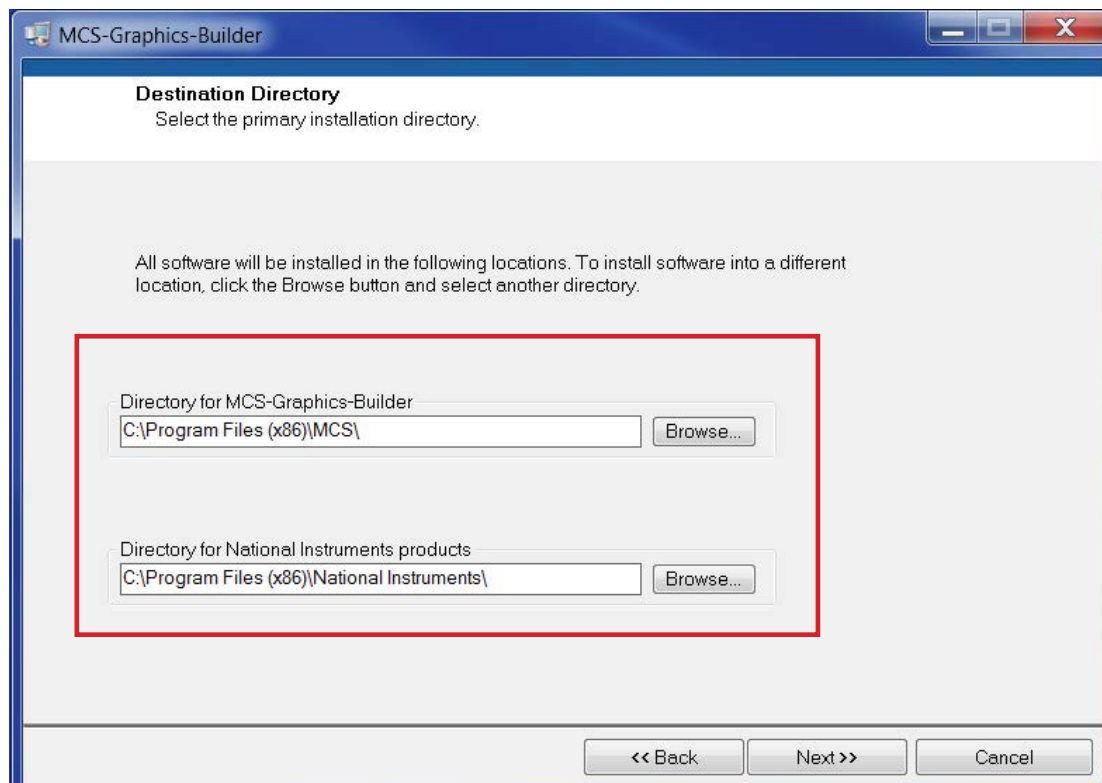 MCS-Graphics-Builder
Destination Directory
Select the primary installation directory.
All software will be installed in the following locations. To install software into a different
location, click the Browse button and select another directory.
Directory for MCS-Graphics-Builder
C:\Program Files (x86)\MCS\
Browse...
Directory for National Instruments products
C:\Program Files (x86)\National Instruments\
Browse...
<< Back
Next >>
Cancel